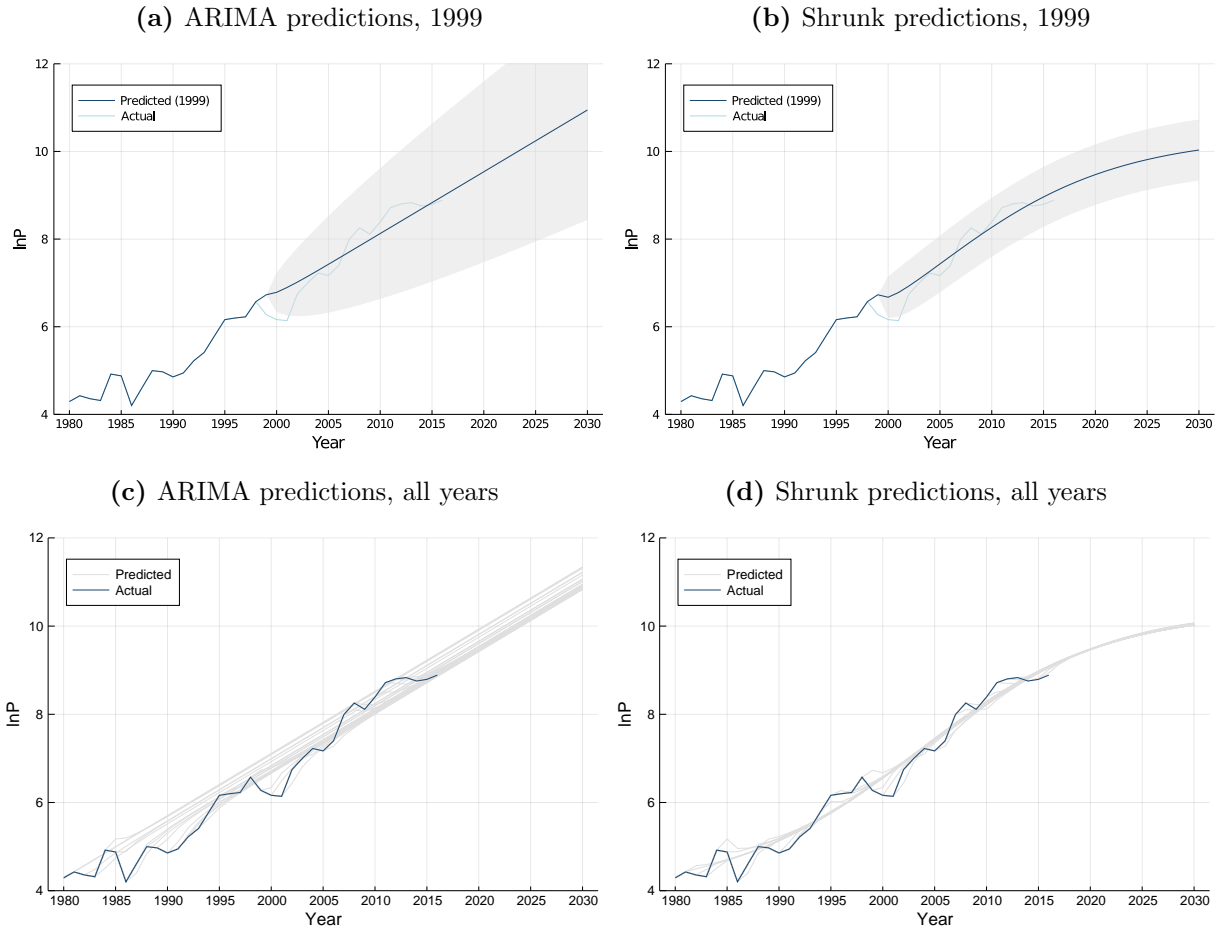 (a) ARIMA predictions, 1999
12
10
8
6
4
lnP
Predicted (1999)
Actual
1980 1985 1990 1995 2000 2005 2010 2015 2020 2025 2030
Year
(b) Shrunk predictions, 1999
12
10
8
6
4
lnP
Predicted (1999)
Actual
1980 1985 1990 1995 2000 2005 2010 2015 2020 2025 2030
Year
(c) ARIMA predictions, all years
12
10
8
6
4
lnP
Predicted
Actual
1980 1985 1990 1995 2000 2005 2010 2015 2020 2025 2030
Year
(d) Shrunk predictions, all years
12
10
8
6
4
lnP
Predicted
Actual
1980 1985 1990 1995 2000 2005 2010 2015 2020 2025 2030
Year